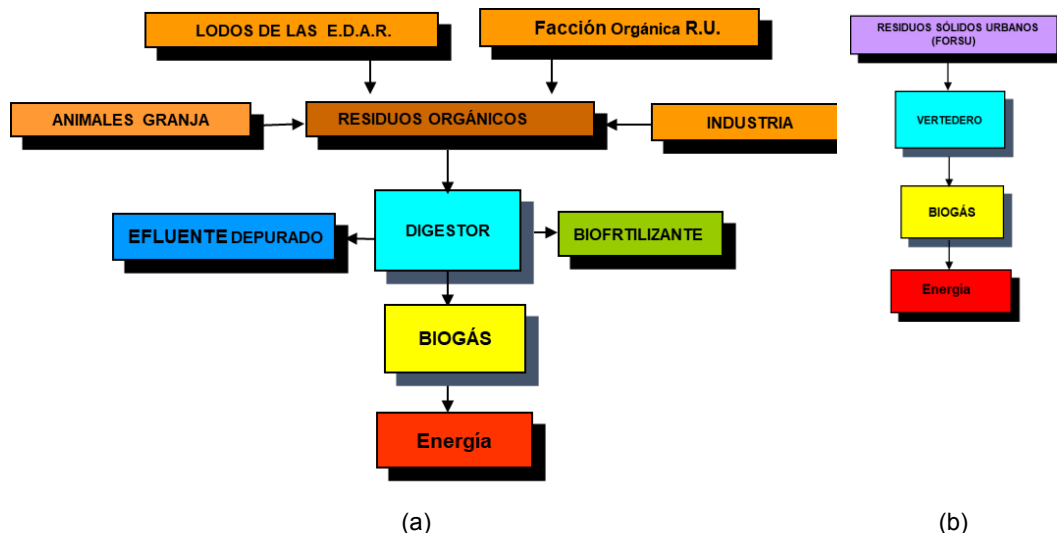 LODOS DE LAS E.D.A.R.
Facción Orgánica R.U.
ANIMALES GRANJA
RESIDUOS ORGÁNICOS
INDUSTRIA
EFLUENTE DEPURADO
DIGESTOR
BIOFRTILIZANTE
BIOGÁS
Energía
(a)
RESIDUOS SÓLIDOS URBANOS
(FORSU)
VERTEDERO
BIOGÁS
Energía
(b)